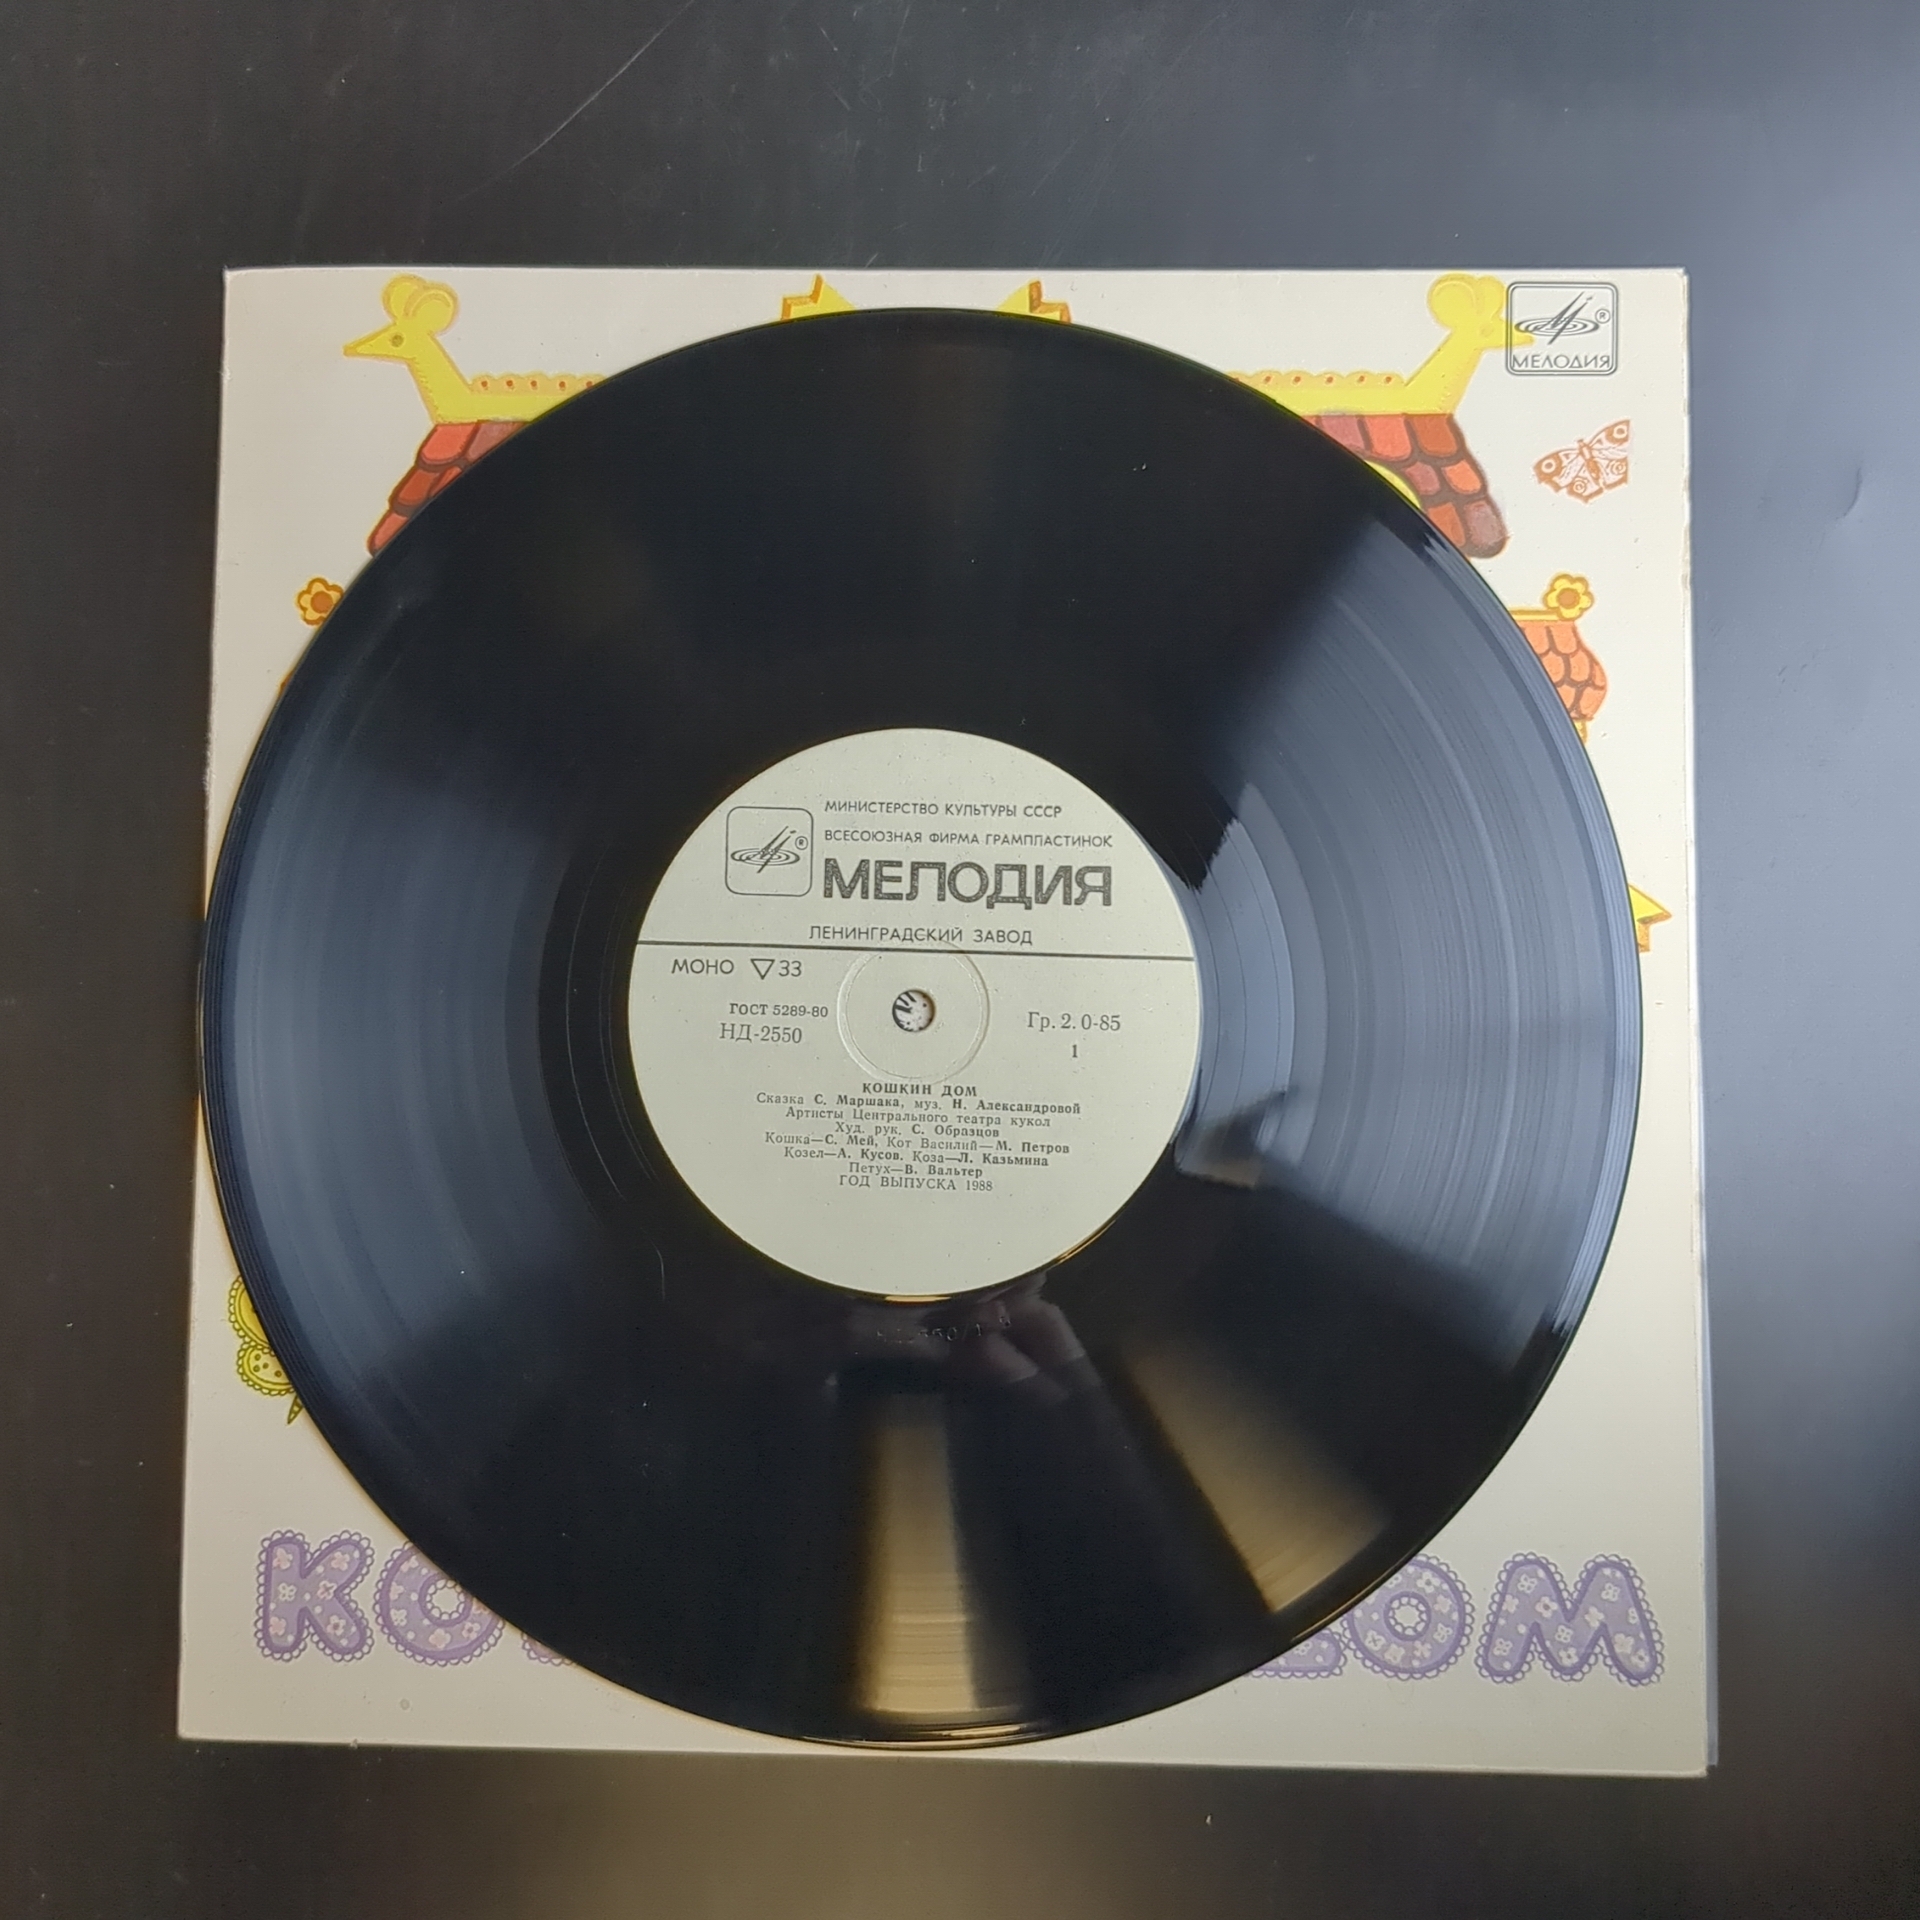 МЕЛОДИЯ
МИНИСТЕРСТВО КУЛЬТУРЫ СССР
ВСЕСОЮЗНАЯ ФИРМА ГРАМПЛАСТИНОК
МЕЛОДИЯ
ЛЕНИНГРАДСКИЙ ЗАВОД
МОНО ▽33
ГОСТ 5289-80
НД-2550
Гр. 2. 0-85
1
КОШКИН ДОМ
Сказка С. Маршака, муз. Н. Александровой
Артисты Центрального театра кукол
Худ. рук. С. Образцов
Кошка—С. Мей, Кот Василий—М. Петров
Козел—А. Кусов. Коза—Л. Казьмина
Петух—В. Вальтер
ГОД ВЫПУСКА 1988